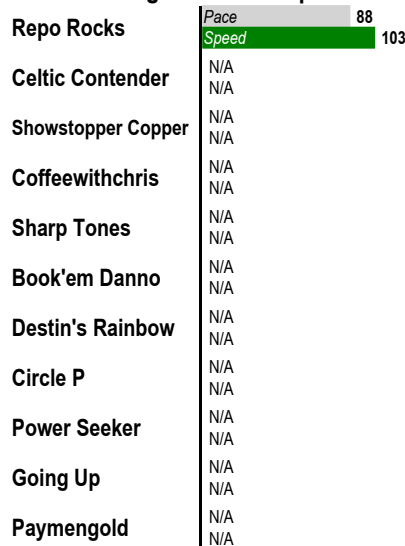 Repo Rocks
Pace 88
Speed 103
Celtic Contender
N/A
N/A
Showstopper Copper
N/A
N/A
Coffeewithchris
N/A
N/A
Sharp Tones
N/A
N/A
Book'em Danno
N/A
N/A
Destin's Rainbow
N/A
N/A
Circle P
N/A
N/A
Power Seeker
N/A
N/A
Going Up
N/A
N/A
Paymengold
N/A
N/A